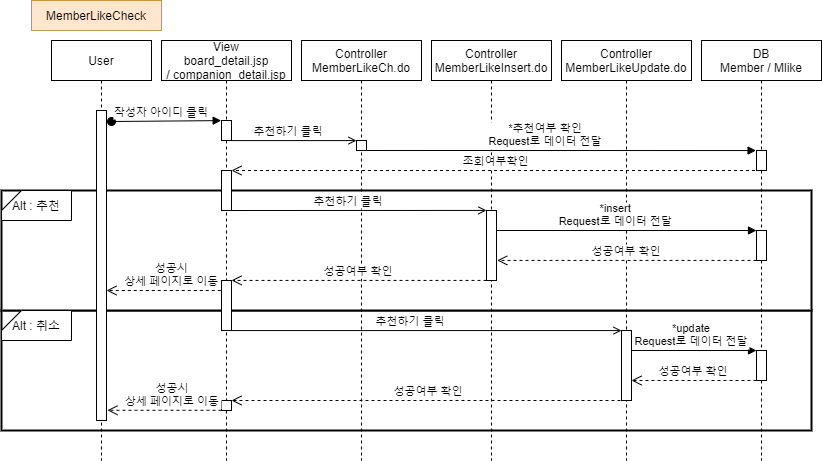 MemberLikeCheck
User
View
board_detail.jsp
/ companion_detail.jsp
Controller
MemberLikeCh.do
Controller
MemberLikeInsert.do
Controller
MemberLikeUpdate.do
DB
Member / Mlike
작성자 아이디 클릭
추천하기 클릭
*추천여부 확인
Request로 데이터 전달
조회여부확인
Alt : 추천
추천하기 클릭
*insert
Request로 데이터 전달
성공여부 확인
성공여부 확인
성공시
상세 페이지로 이동
Alt : 취소
추천하기 클릭
*update
Request로 데이터 전달
성공여부 확인
성공여부 확인
성공시
상세 페이지로 이동